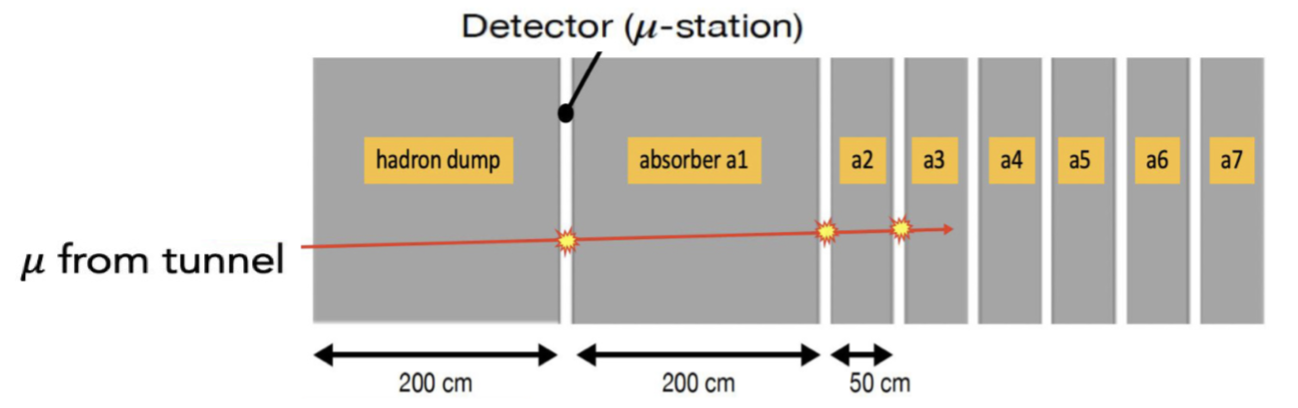 Detector (μ-station)
hadron dump
absorber a1
a2
a3
a4
a5
a6
a7
μ from tunnel
200 cm
200 cm
50 cm